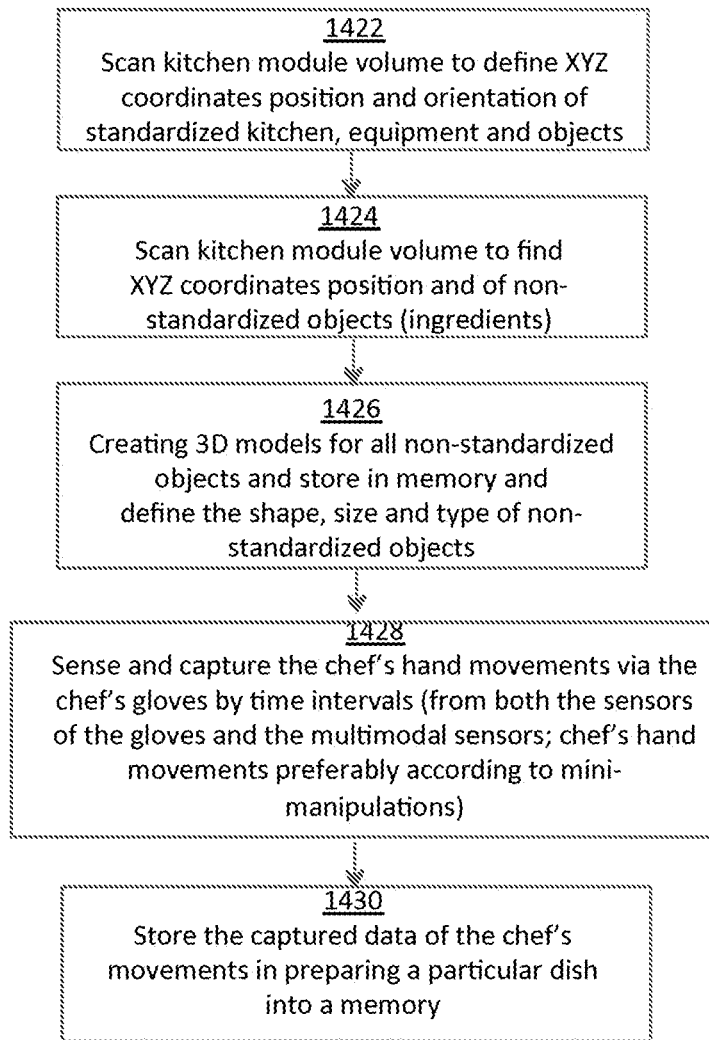 1422
Scan kitchen module volume to define XYZ
coordinates position and orientation of
standardized kitchen, equipment and objects
1424
Scan kitchen module volume to find
XYZ coordinates position and of non-
standardized objects (ingredients)
1426
Creating 3D models for all non-standardized
objects and store in memory and
define the shape, size and type of non-
standardized objects
1428
Sense and capture the chef's hand movements via the
chef's gloves by time intervals (from both the sensors
of the gloves and the multimodal sensors; chef's hand
movements preferably according to mini-
manipulations)
1430
Store the captured data of the chef's
movements in preparing a particular dish
into a memory